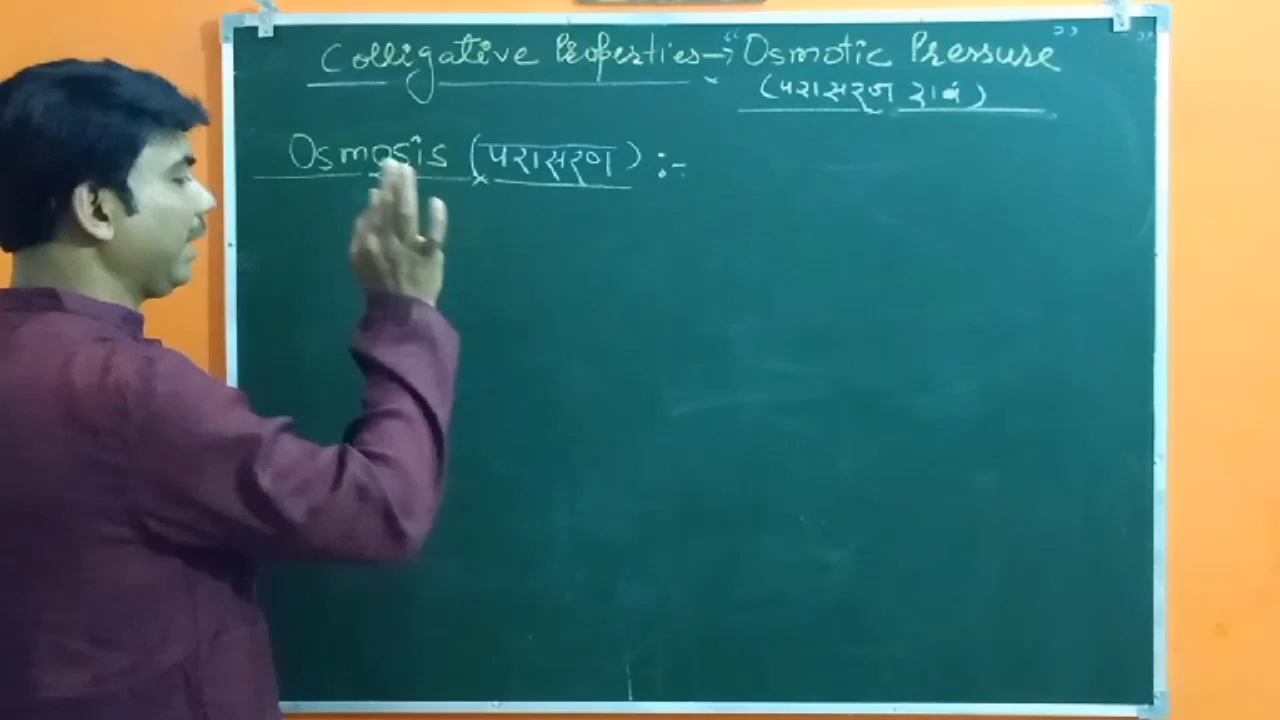 Colligative Properties → "Osmotic Pressure"
(परासरण दाब)
Osmosis (परासरण) :-